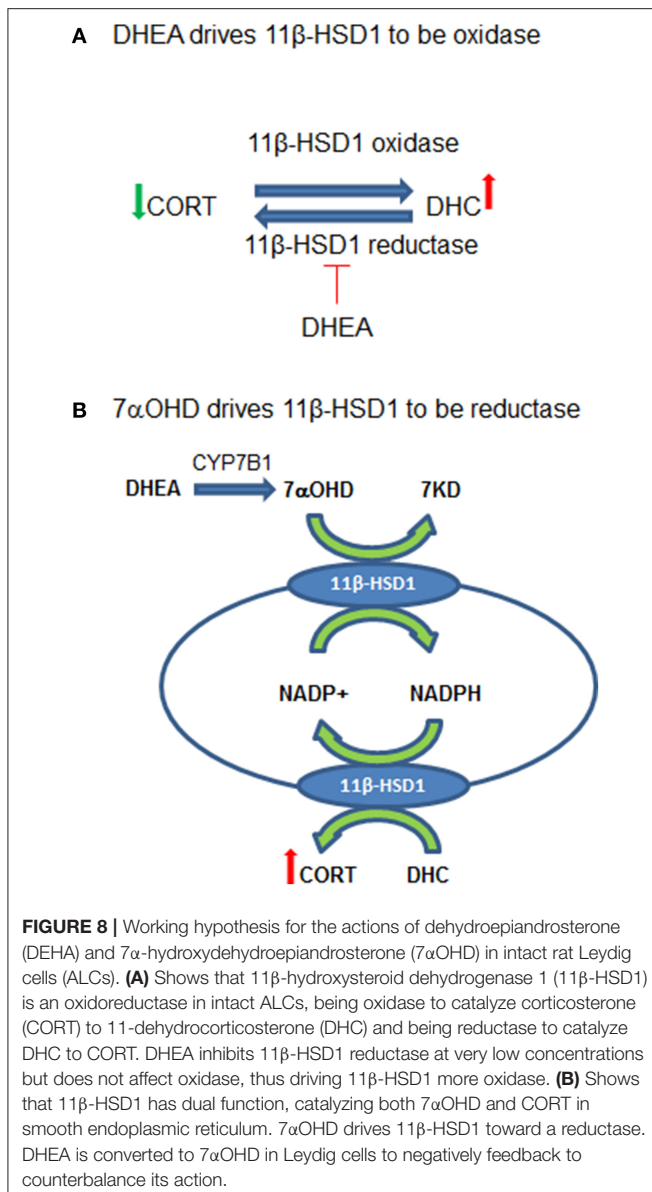 A DHEA drives 11β-HSD1 to be oxidase
11β-HSD1 oxidase
CORT
DHC
11β-HSD1 reductase
DHEA
B 7αOHD drives 11β-HSD1 to be reductase
CYP7B1
DHEA
7αOHD
7KD
11β-HSD1
NADP+
NADPH
11β-HSD1
CORT
DHC
FIGURE 8 | Working hypothesis for the actions of dehydroepiandrosterone
(DEHA) and 7α-hydroxydehydroepiandrosterone (7αOHD) in intact rat Leydig
cells (ALCs). (A) Shows that 11β-hydroxysteroid dehydrogenase 1 (11β-HSD1)
is an oxidoreductase in intact ALCs, being oxidase to catalyze corticosterone
(CORT) to 11-dehydrocorticosterone (DHC) and being reductase to catalyze
DHC to CORT. DHEA inhibits 11β-HSD1 reductase at very low concentrations
but does not affect oxidase, thus driving 11β-HSD1 more oxidase. (B) Shows
that 11β-HSD1 has dual function, catalyzing both 7αOHD and CORT in
smooth endoplasmic reticulum. 7αOHD drives 11β-HSD1 toward a reductase.
DHEA is converted to 7αOHD in Leydig cells to negatively feedback to
counterbalance its action.